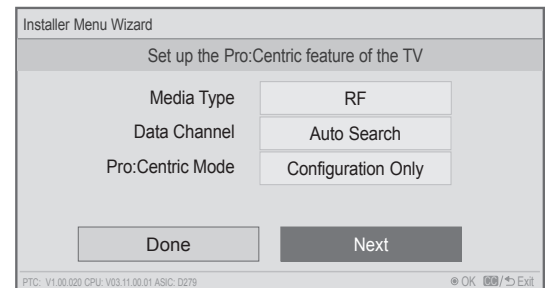 Installer Menu Wizard
Set up the Pro:Centric feature of the TV
Media Type RF
Data Channel Auto Search
Pro:Centric Mode Configuration Only
Done Next
PTC: V1.00.020 CPU: V03.11.00.01 ASIC: D279 OK / Exit